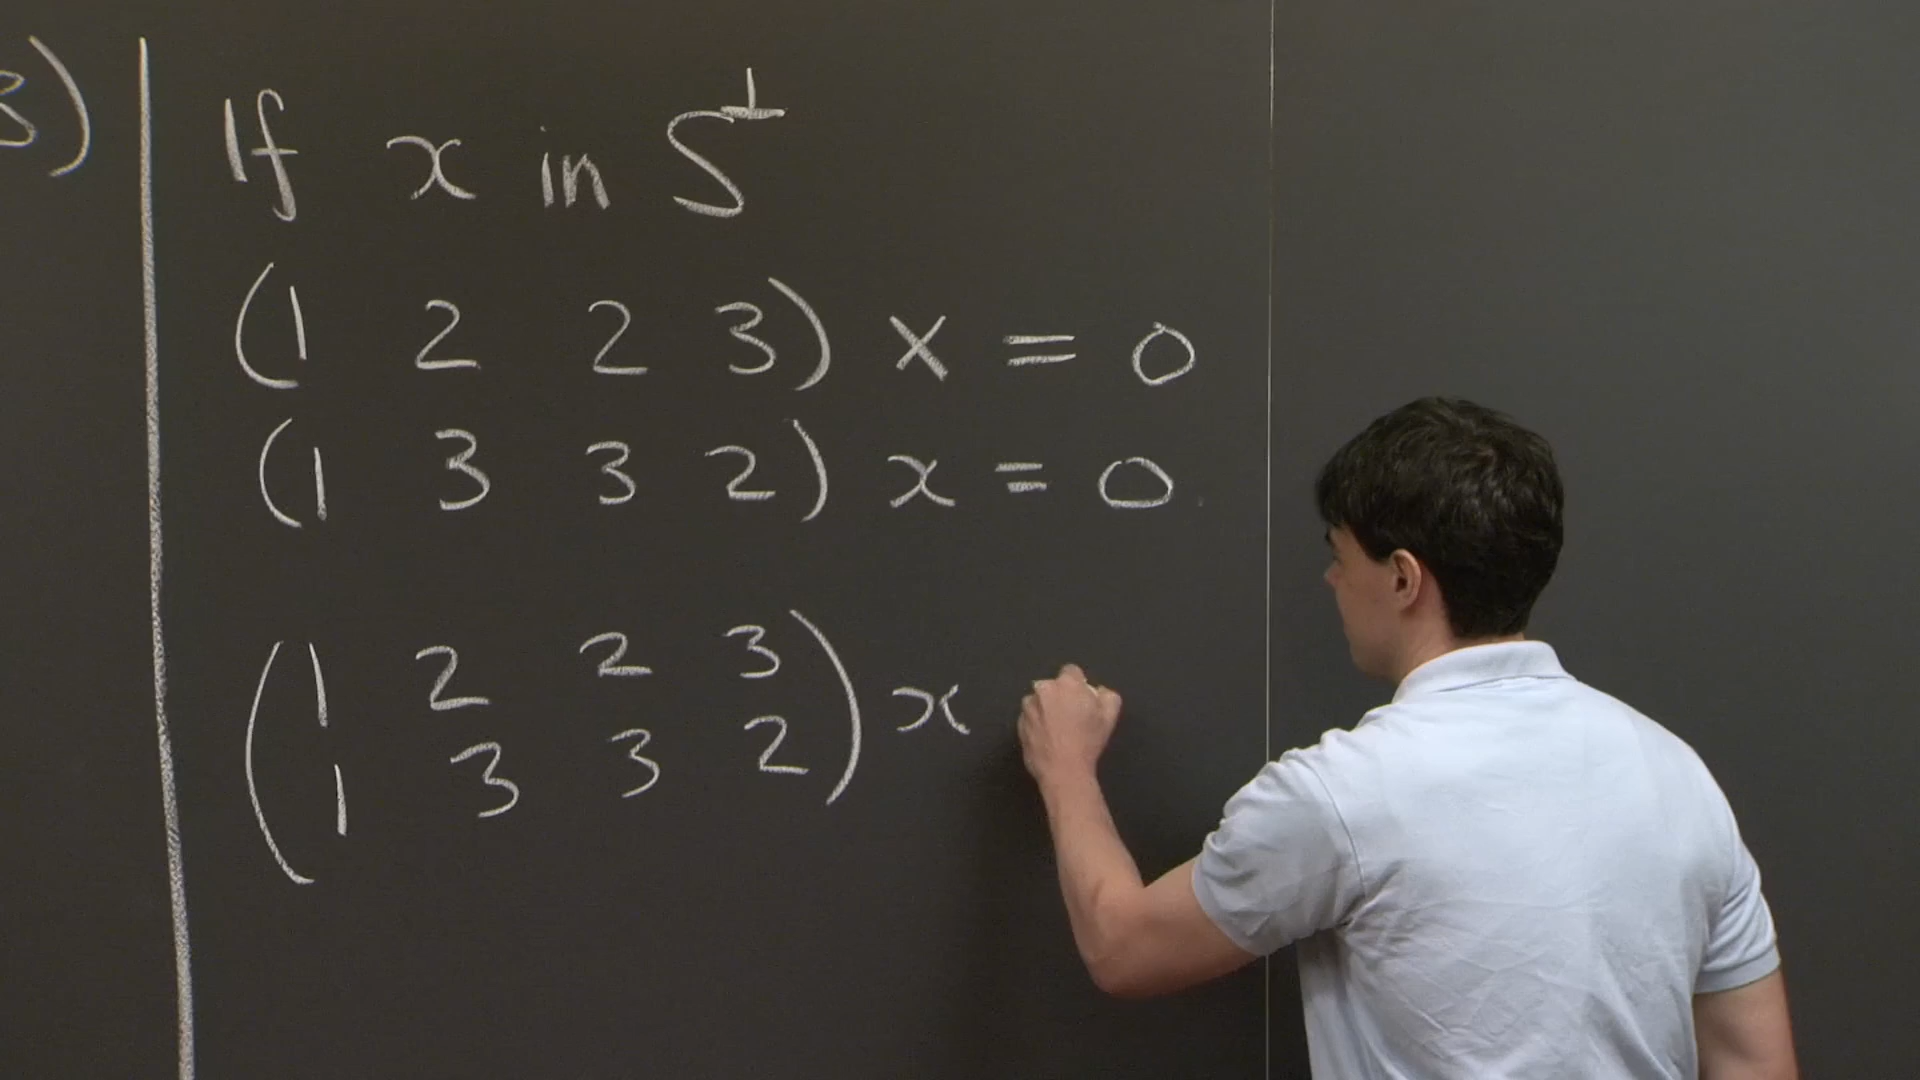 3)
If x in S^⊥
(1 2 2 3) x = 0
(1 3 3 2) x = 0
(1 2 2 3
1 3 3 2) x